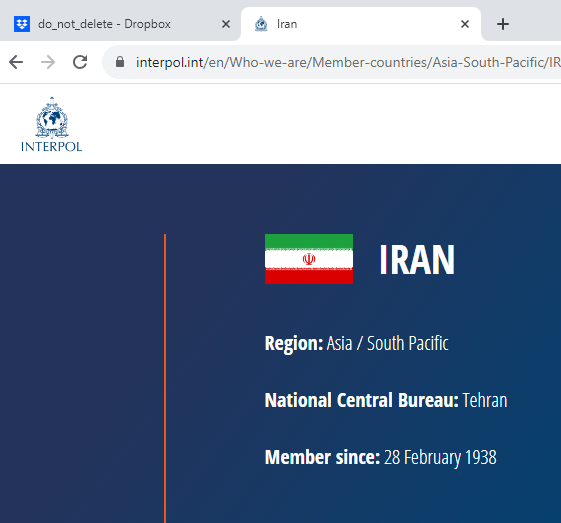 do_not_delete - Dropbox
Iran
interpol.int/en/Who-we-are/Member-countries/Asia-South-Pacific/IR
INTERPOL
IRAN
Region: Asia / South Pacific
National Central Bureau: Tehran
Member since: 28 February 1938